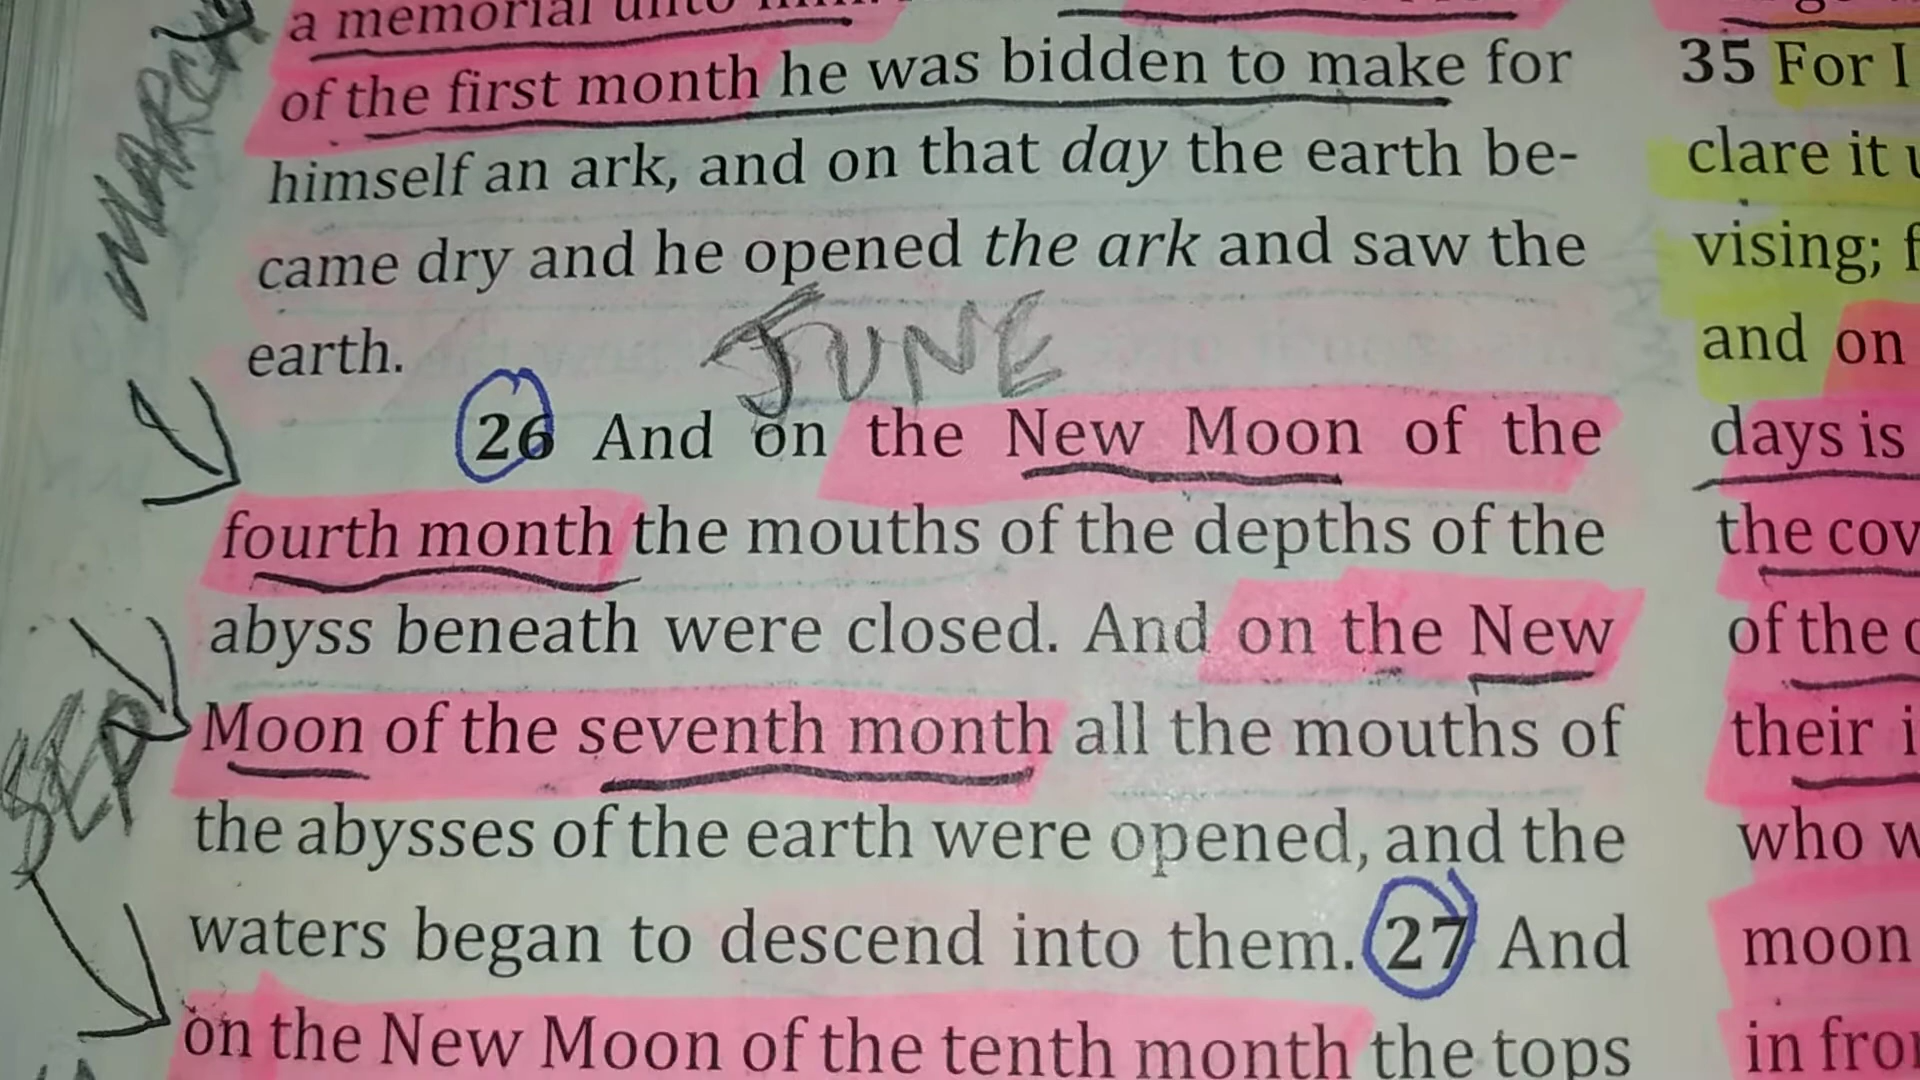 a memorial unto him.
of the first month he was bidden to make for
himself an ark, and on that day the earth be-
came dry and he opened the ark and saw the
earth.
26 And on the New Moon of the
fourth month the mouths of the depths of the
abyss beneath were closed. And on the New
Moon of the seventh month all the mouths of
the abysses of the earth were opened, and the
waters began to descend into them. 27 And
on the New Moon of the tenth month the tops
MARCH
JUNE
SEP
35 For I
clare it
vising;
and on
days is
the cov
of the
their
who
moon
in